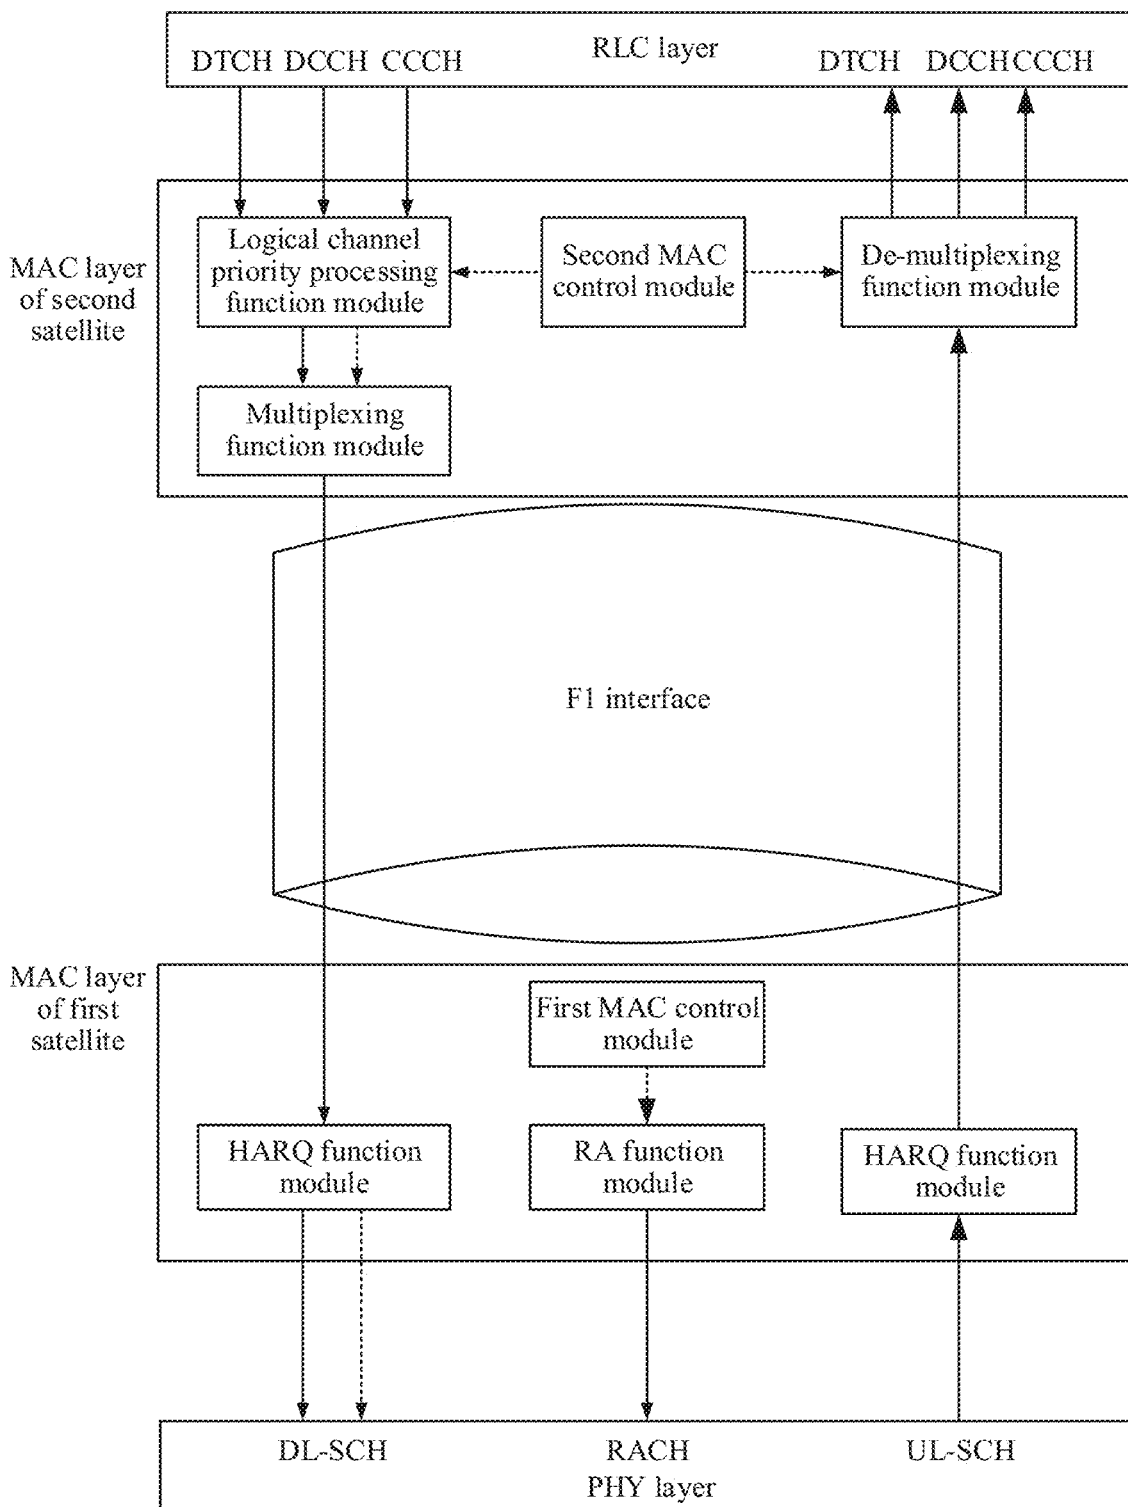 RLC layer
DTCH DCCH CCCH
DTCH DCCH CCCH
MAC layer
of second
satellite
Logical channel
priority processing
function module
Second MAC
control module
De-multiplexing
function module
Multiplexing
function module
F1 interface
MAC layer
of first
satellite
First MAC control
module
HARQ function
module
RA function
module
HARQ function
module
DL-SCH
RACH
UL-SCH
PHY layer